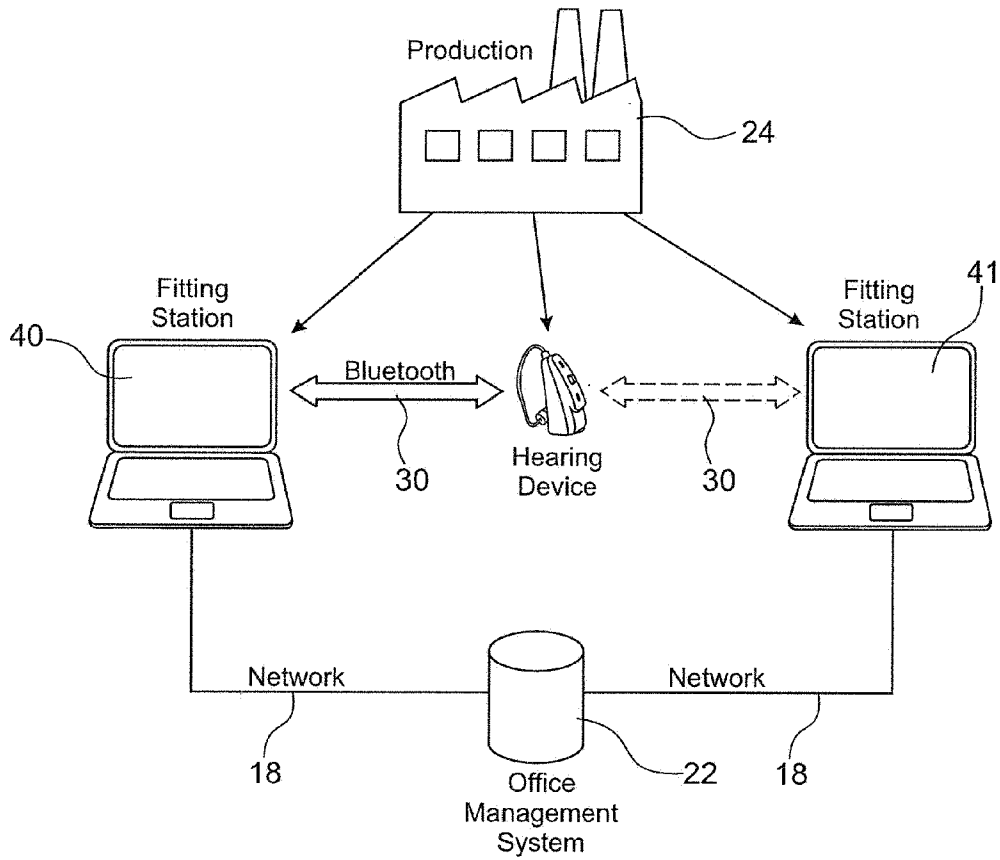 Production
24
Fitting
Station
40
Fitting
Station
41
Bluetooth
30
Hearing
Device
30
Network
18
Network
18
22
Office
Management
System